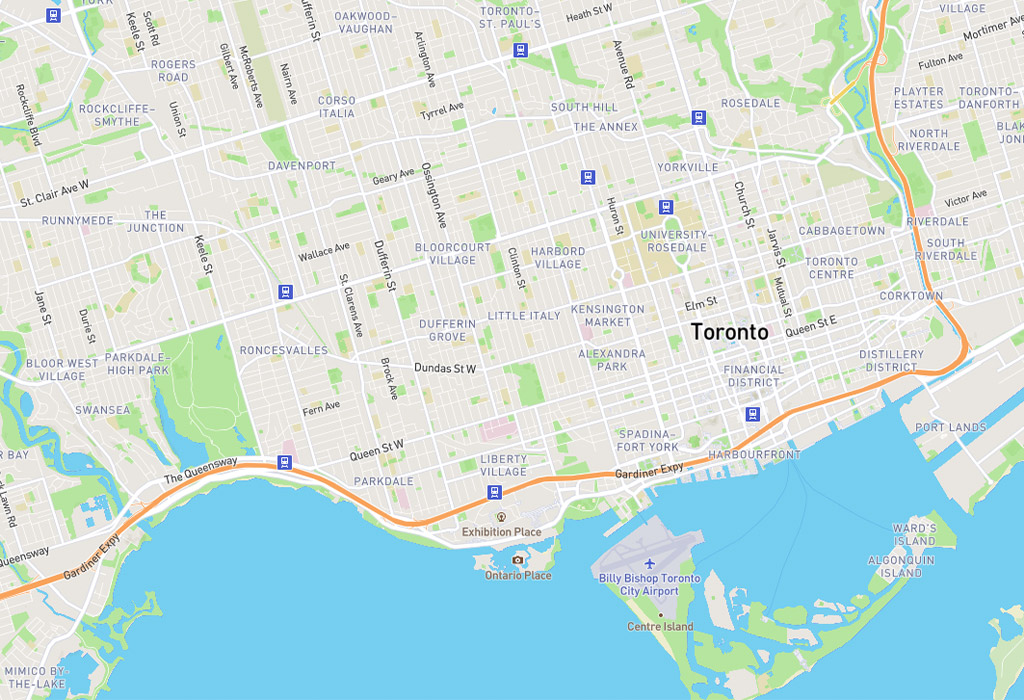 YORK
Scott Rd
Keele St
OAKWOOD-
VAUGHAN
Dufferin St
TORONTO-
ST. PAUL'S
Heath St W
VILLAGE
Mortimer Ave
Arlington Ave
Avenue Rd
Fulton Ave
Gilbert Ave
McRoberts Ave
Nairn Ave
ROGERS
ROAD
Rockcliffe Blvd
ROCKCLIFFE-
SMYTHE
Union St
CORSO
ITALIA
Tyrrel Ave
SOUTH HILL
THE ANNEX
ROSEDALE
PLAYTER
ESTATES
TORONTO-
DANFORTH
NORTH
RIVERDALE
St. Clair Ave W
DAVENPORT
Geary Ave
Ossington Ave
YORKVILLE
Church St
Huron St
Victor Ave
RUNNYMEDE
THE
JUNCTION
Keele St
Wallace Ave
Dufferin St
BLOORCOURT
VILLAGE
Clinton St
HARBORD
VILLAGE
UNIVERSITY-
ROSEDALE
Jarvis St
CABBAGETOWN
RIVERDALE
SOUTH
RIVERDALE
TORONTO
CENTRE
Jane St
Durie St
St. Clarens Ave
DUFFERIN
GROVE
LITTLE ITALY
KENSINGTON
MARKET
Elm St
Mutual St
CORKTOWN
Toronto
Queen St E
BLOOR WEST
VILLAGE
PARKDALE-
HIGH PARK
RONCESVALLES
Brock Ave
Dundas St W
ALEXANDRA
PARK
FINANCIAL
DISTRICT
DISTILLERY
DISTRICT
SWANSEA
Fern Ave
Queen St W
SPADINA-
FORT YORK
HARBOURFRONT
PORT LANDS
R BAY
The Queensway
PARKDALE
LIBERTY
VILLAGE
Gardiner Expy
Exhibition Place
Ontario Place
Queensway
Gardiner Expy
WARD'S
ISLAND
ALGONQUIN
ISLAND
Billy Bishop Toronto
City Airport
Centre Island
MIMICO BY-
THE-LAKE